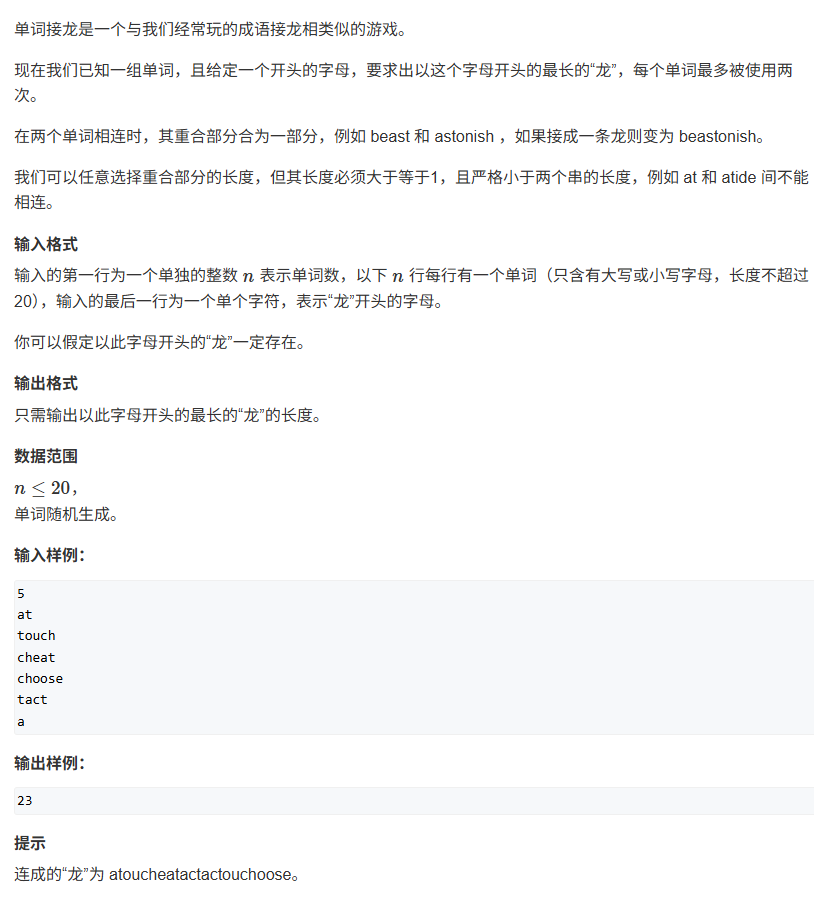 单词接龙是一个与我们经常玩的成语接龙相类似的游戏。
现在我们已知一组单词，且给定一个开头的字母，要求出以这个字母开头的最长的“龙”，每个单词最多被使用两
次。
在两个单词相连时，其重合部分合为一部分，例如 beast 和 astonish ，如果接成一条龙则变为 beastonish。
我们可以任意选择重合部分的长度，但其长度必须大于等于1，且严格小于两个串的长度，例如 at 和 atide 间不能
相连。
输入格式
输入的第一行为一个单独的整数 n 表示单词数，以下 n 行每行有一个单词（只含有大写或小写字母，长度不超过
20），输入的最后一行为一个单个字符，表示“龙”开头的字母。
你可以假定以此字母开头的“龙”一定存在。
输出格式
只需输出以此字母开头的最长的“龙”的长度。
数据范围
n ≤ 20，
单词随机生成。
输入样例：
5
at
touch
cheat
choose
tact
a
输出样例：
23
提示
连成的“龙”为 atoucheatactactouchoose。